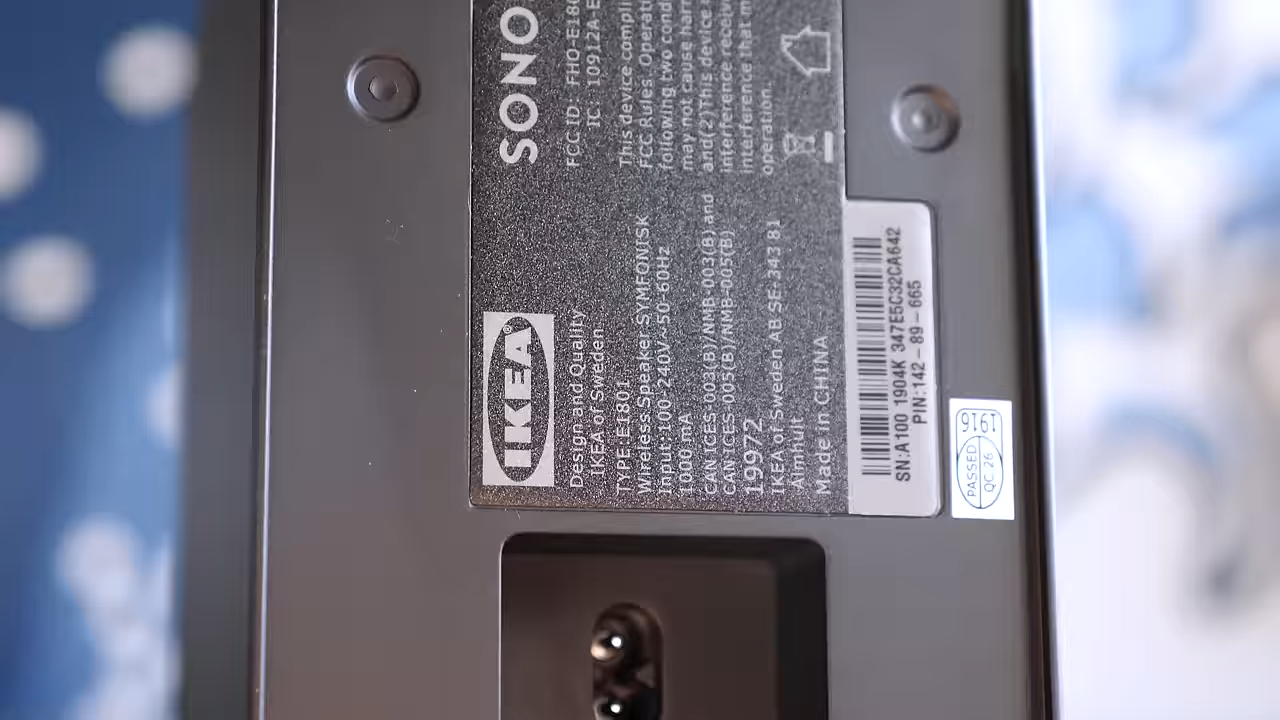 IKEA®
Design and Quality
IKEA of Sweden
TYPE E1801
Wireless Speaker SYMFONISK
Input:100-240V~50-60Hz
1000 mA
CAN ICES-003(B)/NMB-003(B) and
CAN ICES-005(B)/NMB-005(B)
19972
IKEA of Sweden AB SE-343 81
Älmhult
Made in CHINA
SONO
FCC ID: FHO-E180
IC: 10912A-E
This device compli
FCC Rules. Operati
following two condi
may not cause har
and(2)This device
interference receiv
interference that m
operation.
SN:A100 1904K 347E5C32CA642
PIN:142-89-665
1916
PASSED
QC 26